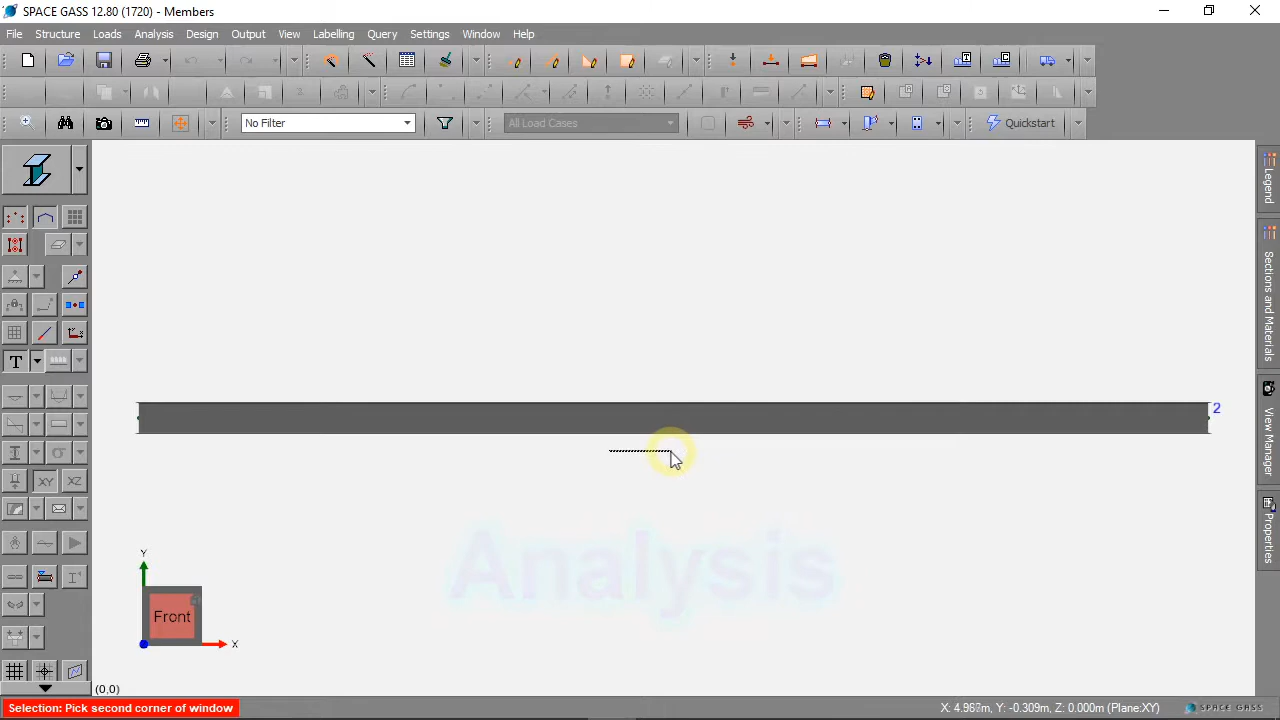 SPACE GASS 12.80 (1720) - Members
File Structure Loads Analysis Design Output View Labelling Query Settings Window Help
No Filter
All Load Cases
Quickstart
Legend
Sections and Materials
View Manager
Properties
2
Analysis
Y
Front
X
(0,0)
Selection: Pick second corner of window
Y: -0.309m, Z: 0.000m (Plane:XY)
SPACE GASS